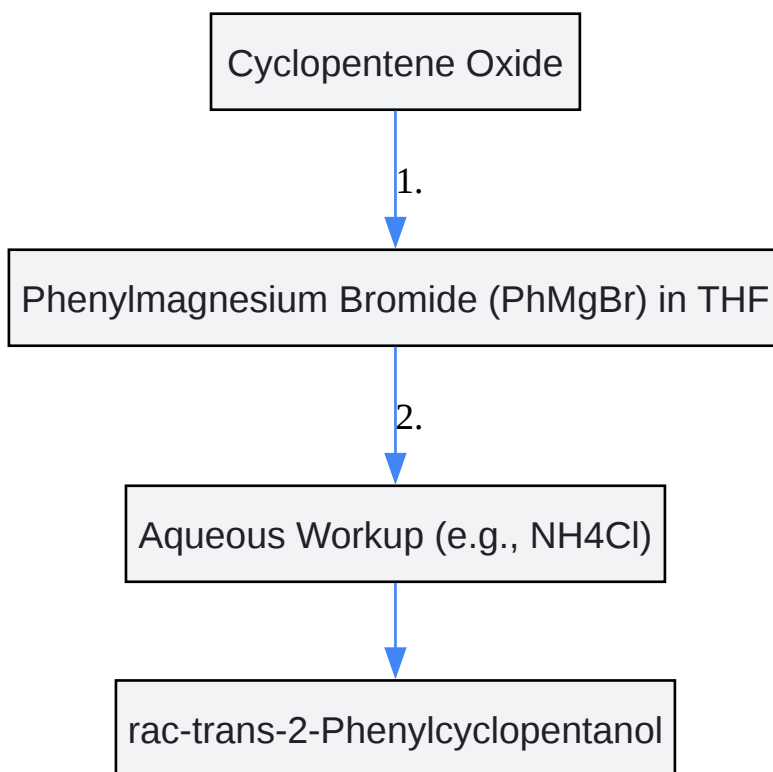 Cyclopentene Oxide
1.
Phenylmagnesium Bromide (PhMgBr) in THF
2.
Aqueous Workup (e.g., NH4Cl)
rac-trans-2-Phenylcyclopentanol